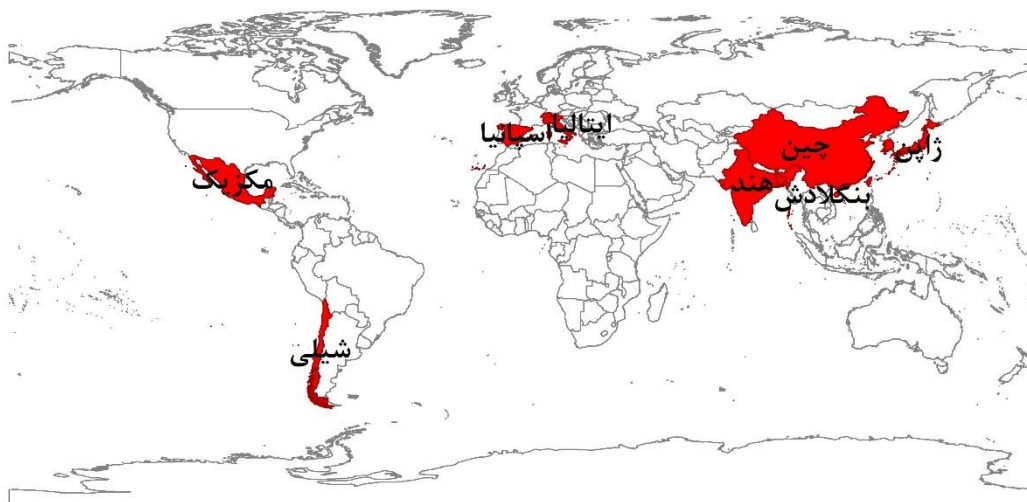 ایتالیا
اسپانیا
چین
ژاپن
مکزیک
هند
بنگلادش
شیلی